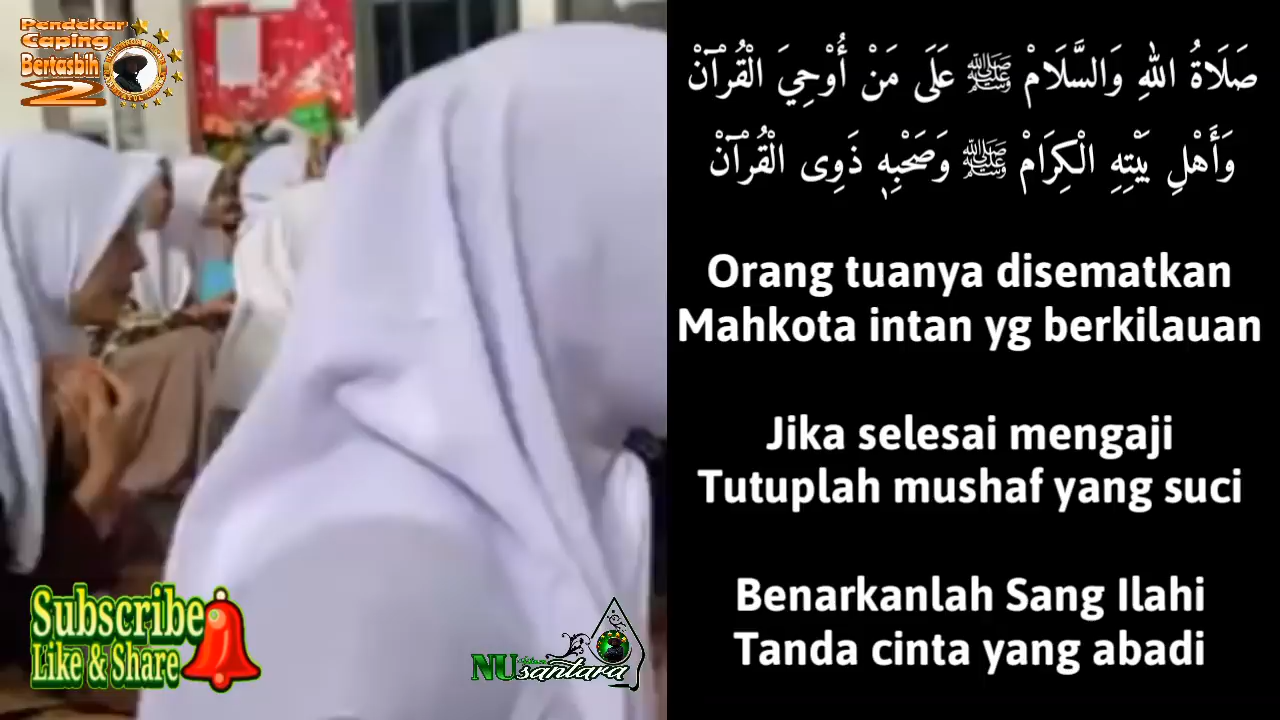 Pendekar
Caping
Bertasbih
2
صَلَاةُ اللهِ وَالسَّلَامْ ﷺ عَلَى مَنْ أُوْحِيَ الْقُرْآنْ
وَأَهْلِ بَيْتِهِ الْكِرَامْ ﷺ وَصَحْبِهٖ ذَوِى الْقُرْآنْ
Orang tuanya disematkan
Mahkota intan yg berkilauan
Jika selesai mengaji
Tutuplah mushaf yang suci
Benarkanlah Sang Ilahi
Tanda cinta yang abadi
Subscribe
Like & Share
NUsantara